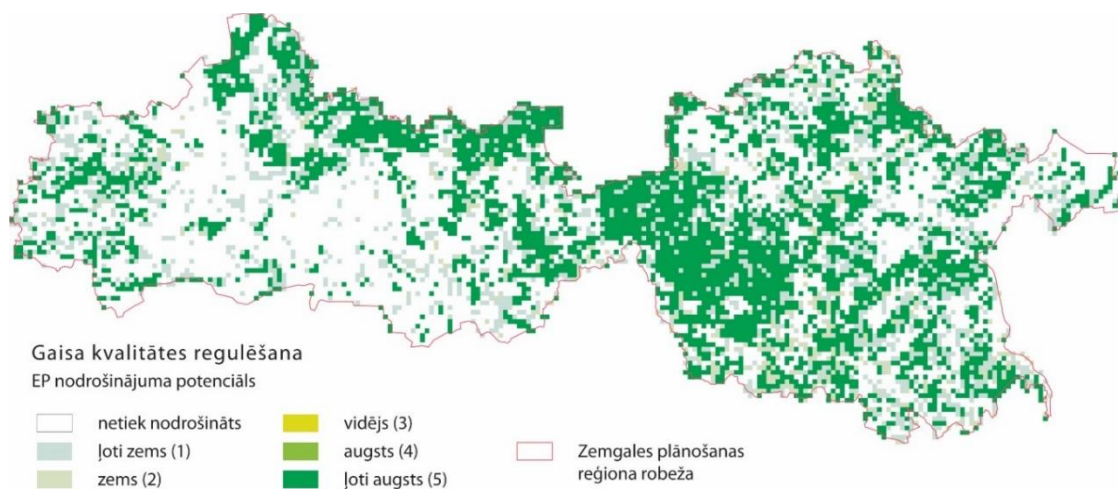 Gaisa kvalitātes regulēšana
EP nodrošinājuma potenciāls
netiek nodrošināts
ļoti zems (1)
zems (2)
vidējs (3)
augsts (4)
ļoti augsts (5)
Zemgales plānošanas
reģiona robeža